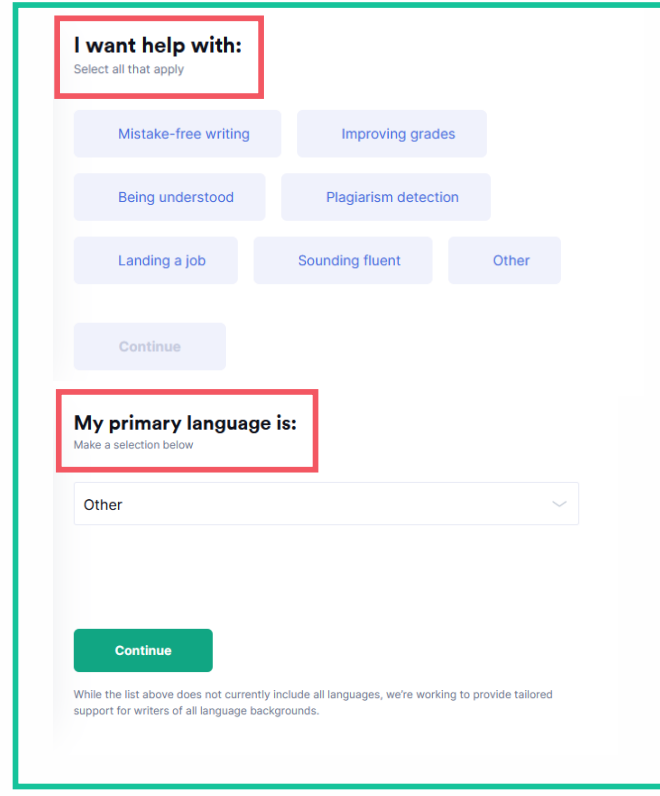 I want help with:
Select all that apply
Mistake-free writing
Improving grades
Being understood
Plagiarism detection
Landing a job
Sounding fluent
Other
Continue
My primary language is:
Make a selection below
Other
Continue
While the list above does not currently include all languages, we're working to provide tailored
support for writers of all language backgrounds.